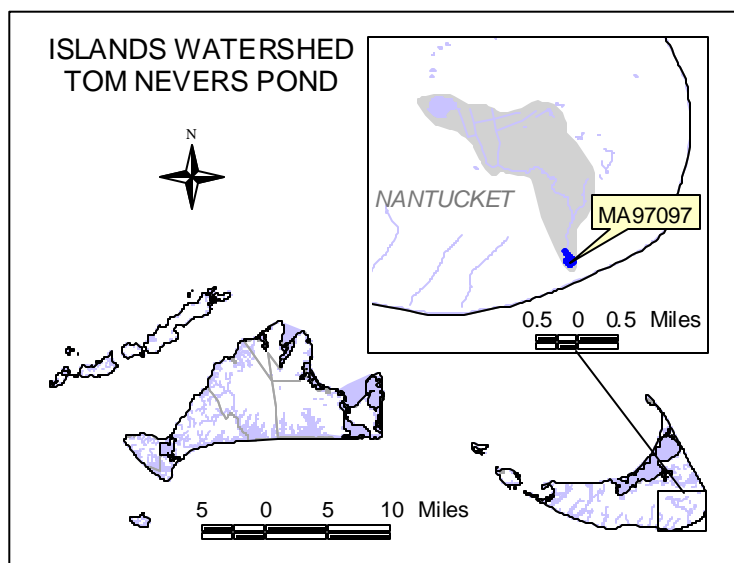 ISLANDS WATERSHED
TOM NEVERS POND
N
NANTUCKET
MA97097
0.5 0 0.5 Miles
5 0 5 10 Miles